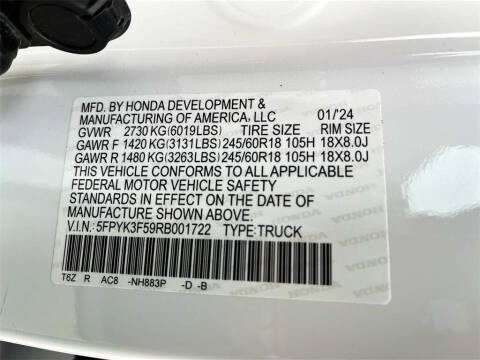 MFD. BY HONDA DEVELOPMENT &
MANUFACTURING OF AMERICA, LLC 01/'24
GVWR 2730 KG(6019LBS) TIRE SIZE RIM SIZE
GAWR F 1420 KG(3131LBS) 245/60R18 105H 18X8.0J
GAWR R 1480 KG(3263LBS) 245/60R18 105H 18X8.0J
THIS VEHICLE CONFORMS TO ALL APPLICABLE
FEDERAL MOTOR VEHICLE SAFETY
STANDARDS IN EFFECT ON THE DATE OF
MANUFACTURE SHOWN ABOVE.
V.I.N.: 5FPYK3F59RB001722 TYPE:TRUCK
T6Z R AC8 -NH883P -D -B